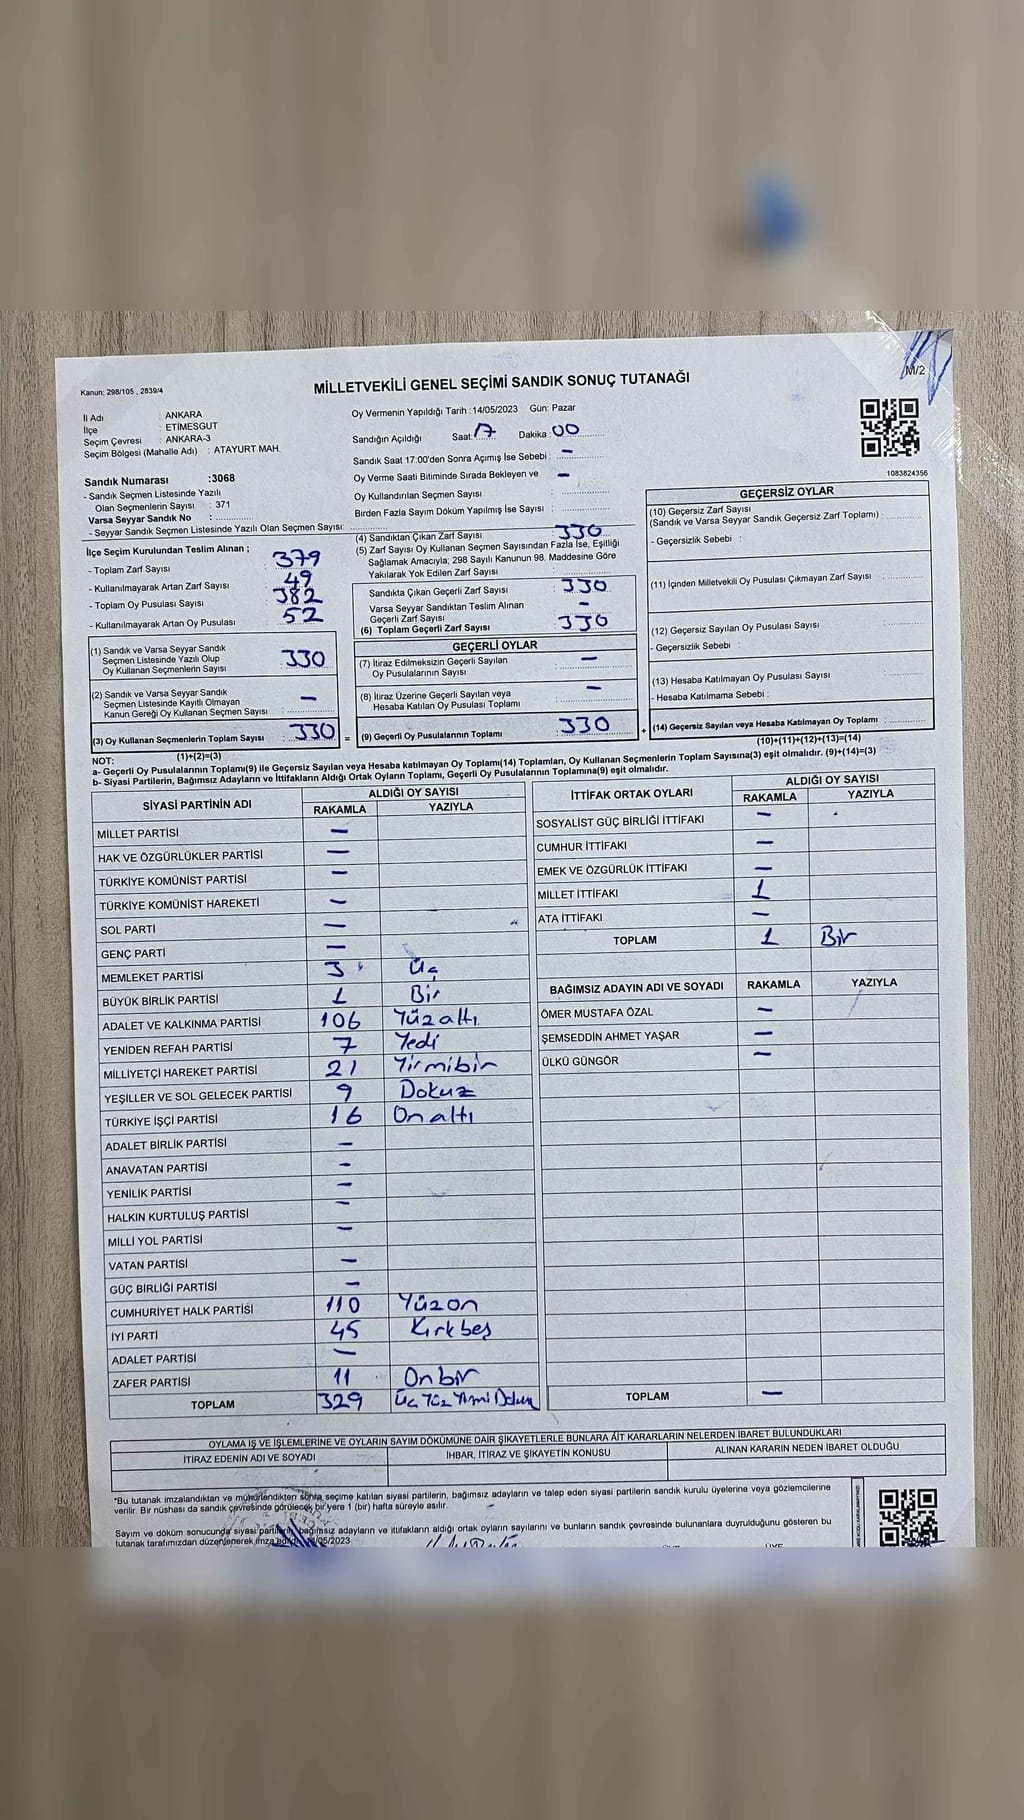 M/2
Kanun: 298/105 , 2839/4
MİLLETVEKİLİ GENEL SEÇİMİ SANDIK SONUÇ TUTANAĞI
İl Adı : ANKARA
İlçe : ETİMESGUT
Seçim Çevresi : ANKARA-3
Seçim Bölgesi (Mahalle Adı) : ATAYURT MAH.
Oy Vermenin Yapıldığı Tarih :14/05/2023 Gün: Pazar
Sandığın Açıldığı Saat: 17 Dakika: 00
Sandık Saat 17:00'den Sonra Açımış İse Sebebi : –
Oy Verme Saati Bitiminde Sırada Bekleyen ve –
Oy Kullandırılan Seçmen Sayısı :
Birden Fazla Sayım Döküm Yapılmış İse Sayısı :
1083824356
Sandık Numarası :3068
- Sandık Seçmen Listesinde Yazılı
Olan Seçmenlerin Sayısı : 371
Varsa Seyyar Sandık No :
- Seyyar Sandık Seçmen Listesinde Yazılı Olan Seçmen Sayısı:
İlçe Seçim Kurulundan Teslim Alınan ;
- Toplam Zarf Sayısı : 379
- Kullanılmayarak Artan Zarf Sayısı : 49
- Toplam Oy Pusulası Sayısı : 382
- Kullanılmayarak Artan Oy Pusulası : 52
(4) Sandıktan Çıkan Zarf Sayısı : 330
(5) Zarf Sayısı Oy Kullanan Seçmen Sayısından Fazla İse, Eşitliği
Sağlamak Amacıyla; 298 Sayılı Kanunun 98. Maddesine Göre
Yakılarak Yok Edilen Zarf Sayısı :
Sandıkta Çıkan Geçerli Zarf Sayısı : 330
Varsa Seyyar Sandıktan Teslim Alınan
Geçerli Zarf Sayısı : –
(6) Toplam Geçerli Zarf Sayısı : 330
GEÇERSİZ OYLAR
(10) Geçersiz Zarf Sayısı
(Sandık ve Varsa Seyyar Sandık Geçersiz Zarf Toplamı) :
- Geçersizlik Sebebi :
(11) İçinden Milletvekili Oy Pusulası Çıkmayan Zarf Sayısı :
(12) Geçersiz Sayılan Oy Pusulası Sayısı :
- Geçersizlik Sebebi :
(13) Hesaba Katılmayan Oy Pusulası Sayısı :
- Hesaba Katılmama Sebebi :
(14) Geçersiz Sayılan veya Hesaba Katılmayan Oy Toplamı :
(10)+(11)+(12)+(13)=(14)
(1) Sandık ve Varsa Seyyar Sandık
Seçmen Listesinde Yazılı Olup
Oy Kullanan Seçmenlerin Sayısı : 330
(2) Sandık ve Varsa Seyyar Sandık
Seçmen Listesinde Kayıtlı Olmayan
Kanun Gereği Oy Kullanan Seçmen Sayısı : –
(3) Oy Kullanan Seçmenlerin Toplam Sayısı : 330 =
(1)+(2)=(3)
GEÇERLİ OYLAR
(7) İtiraz Edilmeksizin Geçerli Sayılan
Oy Pusulalarının Sayısı : –
(8) İtiraz Üzerine Geçerli Sayılan veya
Hesaba Katılan Oy Pusulası Toplamı : –
(9) Geçerli Oy Pusulalarının Toplamı : 330 +
NOT:
a- Geçerli Oy Pusulalarının Toplamı(9) ile Geçersiz Sayılan veya Hesaba Katılmayan Oy Toplamı(14) Toplamları, Oy Kullanan Seçmenlerin Toplam Sayısına(3) eşit olmalıdır. (9)+(14)=(3)
b- Siyasi Partilerin, Bağımsız Adayların ve İttifakların Aldığı Ortak Oyların Toplamı, Geçerli Oy Pusulalarının Toplamına(9) eşit olmalıdır.
SİYASİ PARTİNİN ADI ALDIĞI OY SAYISI
RAKAMLA YAZIYLA
MİLLET PARTİSİ –
HAK VE ÖZGÜRLÜKLER PARTİSİ –
TÜRKİYE KOMÜNİST PARTİSİ –
TÜRKİYE KOMÜNİST HAREKETİ –
SOL PARTİ –
GENÇ PARTİ –
MEMLEKET PARTİSİ 3 Üç
BÜYÜK BİRLİK PARTİSİ 1 Bir
ADALET VE KALKINMA PARTİSİ 106 Yüzaltı
YENİDEN REFAH PARTİSİ 7 Yedi
MİLLİYETÇİ HAREKET PARTİSİ 21 Yirmibir
YEŞİLLER VE SOL GELECEK PARTİSİ 9 Dokuz
TÜRKİYE İŞÇİ PARTİSİ 16 Onaltı
ADALET BİRLİK PARTİSİ –
ANAVATAN PARTİSİ –
YENİLİK PARTİSİ –
HALKIN KURTULUŞ PARTİSİ –
MİLLİ YOL PARTİSİ –
VATAN PARTİSİ –
GÜÇ BİRLİĞİ PARTİSİ –
CUMHURİYET HALK PARTİSİ 110 Yüzon
İYİ PARTİ 45 Kırkbeş
ADALET PARTİSİ –
ZAFER PARTİSİ 11 Onbir
TOPLAM 329
İTTİFAK ORTAK OYLARI ALDIĞI OY SAYISI
RAKAMLA YAZIYLA
SOSYALİST GÜÇ BİRLİĞİ İTTİFAKI –
CUMHUR İTTİFAKI –
EMEK VE ÖZGÜRLÜK İTTİFAKI –
MİLLET İTTİFAKI 1
ATA İTTİFAKI –
TOPLAM 1 Bir
BAĞIMSIZ ADAYIN ADI VE SOYADI RAKAMLA YAZIYLA
ÖMER MUSTAFA ÖZAL –
ŞEMSEDDİN AHMET YAŞAR –
ÜLKÜ GÜNGÖR –
TOPLAM –
OYLAMA İŞ VE İŞLEMLERİNE VE OYLARIN SAYIM DÖKÜMÜNE DAİR ŞİKAYETLERLE BUNLARA AİT KARARLARIN NELERDEN İBARET BULUNDUKLARI
İTİRAZ EDENİN ADI VE SOYADI İHBAR, İTİRAZ VE ŞİKAYETİN KONUSU ALINAN KARARIN NEDEN İBARET OLDUĞU
*Bu tutanak imzalandıktan ve mühürlendikten sonra seçime katılan siyasi partilerin, bağımsız adayların ve talep eden siyasi partilerin sandık kurulu üyelerine veya gözlemcilerine
verilir. Bir nüshası da sandık çevresinde görülecek bir yere 1 (bir) hafta süreyle asılır.
Sayım ve döküm sonucunda siyasi partilerin, bağımsız adayların ve ittifakların aldığı ortak oyların sayılarını ve bunların sandık çevresinde bulunanlara duyrulduğunu gösteren bu
tutanak tarafımızdan düzenlenerek